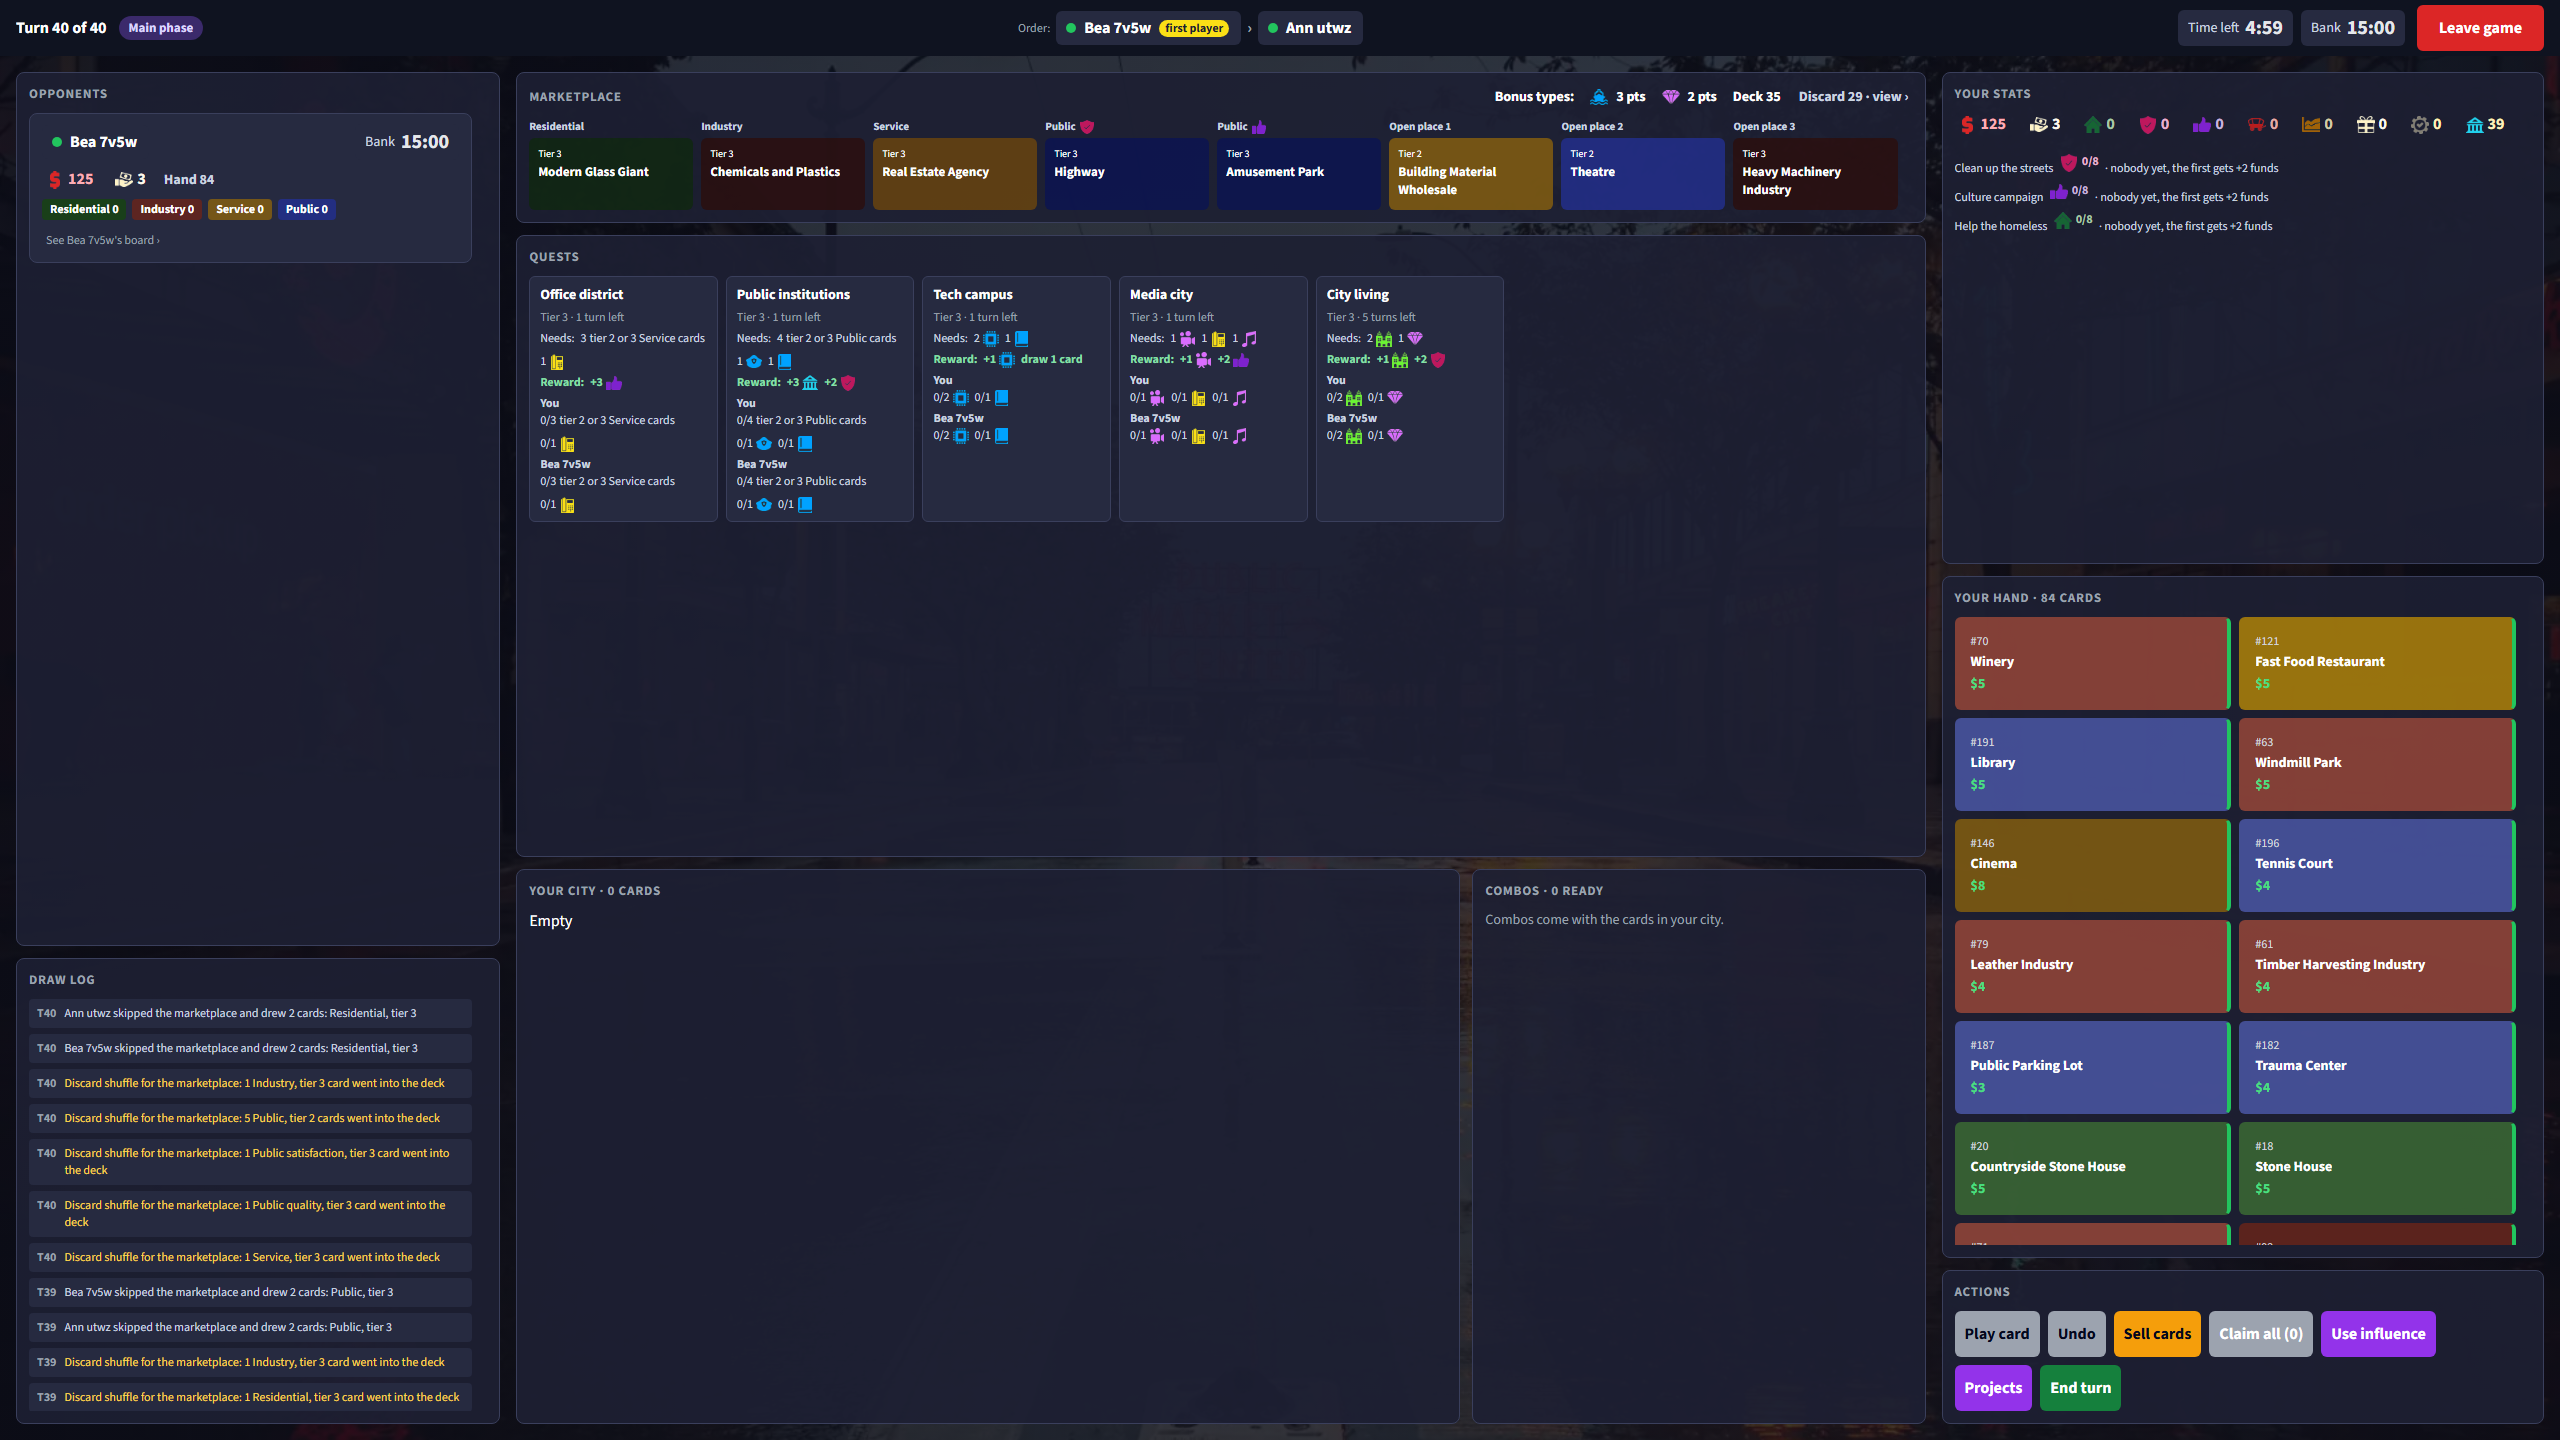 Turn 40 of 40 Main phase
Order: Bea 7v5w first player › Ann utwz
Time left 4:59 Bank 15:00 Leave game
OPPONENTS
Bea 7v5w Bank 15:00
125 3 Hand 84
Residential 0 Industry 0 Service 0 Public 0
See Bea 7v5w's board ›
DRAW LOG
T40 Ann utwz skipped the marketplace and drew 2 cards: Residential, tier 3
T40 Bea 7v5w skipped the marketplace and drew 2 cards: Residential, tier 3
T40 Discard shuffle for the marketplace: 1 Industry, tier 3 card went into the deck
T40 Discard shuffle for the marketplace: 5 Public, tier 2 cards went into the deck
T40 Discard shuffle for the marketplace: 1 Public satisfaction, tier 3 card went into
the deck
T40 Discard shuffle for the marketplace: 1 Public quality, tier 3 card went into the
deck
T40 Discard shuffle for the marketplace: 1 Service, tier 3 card went into the deck
T39 Bea 7v5w skipped the marketplace and drew 2 cards: Public, tier 3
T39 Ann utwz skipped the marketplace and drew 2 cards: Public, tier 3
T39 Discard shuffle for the marketplace: 1 Industry, tier 3 card went into the deck
T39 Discard shuffle for the marketplace: 1 Residential, tier 3 card went into the deck
MARKETPLACE
Bonus types: 3 pts 2 pts Deck 35 Discard 29 · view ›
Residential Industry Service Public Public Open place 1 Open place 2 Open place 3
Tier 3
Modern Glass Giant
Tier 3
Chemicals and Plastics
Tier 3
Real Estate Agency
Tier 3
Highway
Tier 3
Amusement Park
Tier 2
Building Material
Wholesale
Tier 2
Theatre
Tier 3
Heavy Machinery
Industry
QUESTS
Office district
Tier 3 · 1 turn left
Needs: 3 tier 2 or 3 Service cards
1
Reward: +3
You
0/3 tier 2 or 3 Service cards
0/1
Bea 7v5w
0/3 tier 2 or 3 Service cards
0/1
Public institutions
Tier 3 · 1 turn left
Needs: 4 tier 2 or 3 Public cards
1 1
Reward: +3 +2
You
0/4 tier 2 or 3 Public cards
0/1 0/1
Bea 7v5w
0/4 tier 2 or 3 Public cards
0/1 0/1
Tech campus
Tier 3 · 1 turn left
Needs: 2 1
Reward: +1 draw 1 card
You
0/2 0/1
Bea 7v5w
0/2 0/1
Media city
Tier 3 · 1 turn left
Needs: 1 1 1
Reward: +1 +2
You
0/1 0/1 0/1
Bea 7v5w
0/1 0/1 0/1
City living
Tier 3 · 5 turns left
Needs: 2 1
Reward: +1 +2
You
0/2 0/1
Bea 7v5w
0/2 0/1
YOUR CITY · 0 CARDS
Empty
COMBOS · 0 READY
Combos come with the cards in your city.
YOUR STATS
125 3 0 0 0 0 0 0 0 39
Clean up the streets 0/8 · nobody yet, the first gets +2 funds
Culture campaign 0/8 · nobody yet, the first gets +2 funds
Help the homeless 0/8 · nobody yet, the first gets +2 funds
YOUR HAND · 84 CARDS
#70
Winery
$5
#121
Fast Food Restaurant
$5
#191
Library
$5
#63
Windmill Park
$5
#146
Cinema
$8
#196
Tennis Court
$4
#79
Leather Industry
$4
#61
Timber Harvesting Industry
$4
#187
Public Parking Lot
$3
#182
Trauma Center
$4
#20
Countryside Stone House
$5
#18
Stone House
$5
ACTIONS
Play card Undo Sell cards Claim all (0) Use influence
Projects End turn